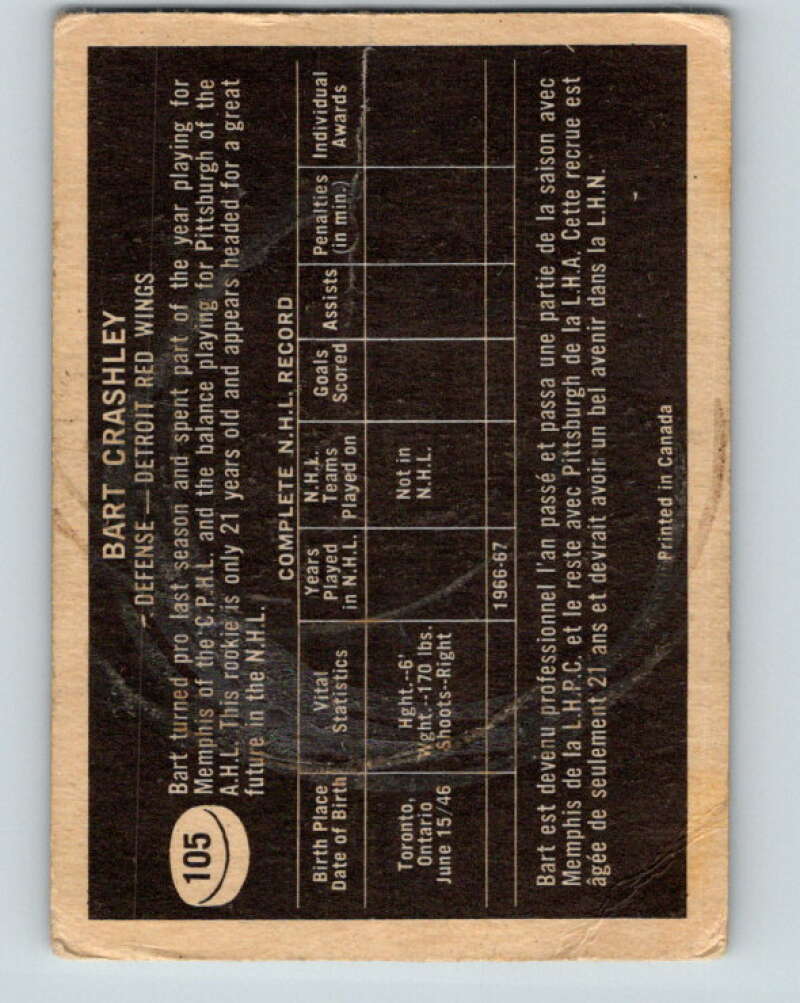 BART CRASHLEY
DEFENSE — DETROIT RED WINGS
105
Bart turned pro last season and spent part of the year playing for
Memphis of the C.P.H.L. and the balance playing for Pittsburgh of the
A.H.L. This rookie is only 21 years old and appears headed for a great
future in the N.H.L.
COMPLETE N.H.L. RECORD
Birth Place
Date of Birth
Vital
Statistics
Years
Played
in N.H.L.
N.H.L.
Teams
Played on
Goals
Scored
Assists
Penalties
(in min.)
Individual
Awards
Toronto,
Ontario
June 15/46
Hght.-6'
Wght.-170 lbs.
Shoots--Right
Not in
N.H.L.
1966-67
Bart est devenu professionnel l'an passé et passa une partie de la saison avec
Memphis de la L.H.P.C. et le reste avec Pittsburgh de la L.H.A. Cette recrue est
âgée de seulement 21 ans et devrait avoir un bel avenir dans la L.H.N.
Printed in Canada